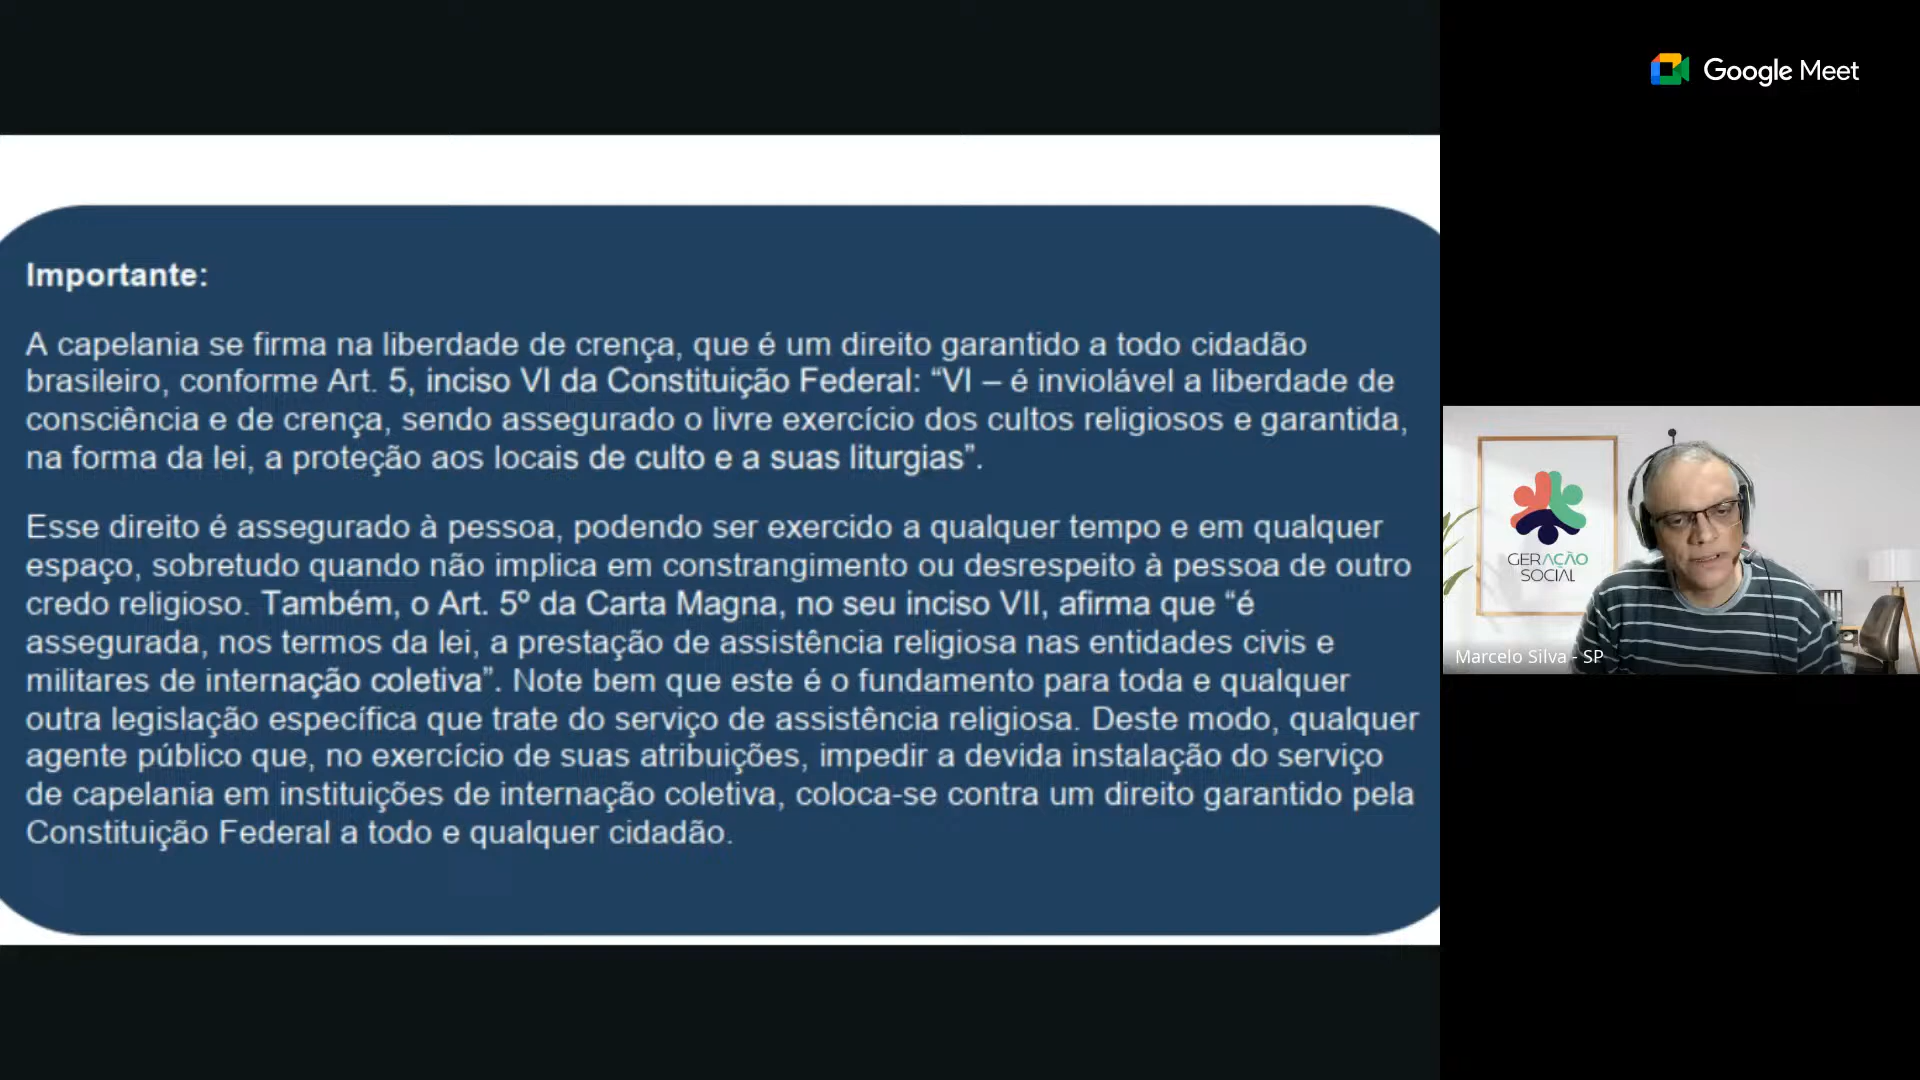 Google Meet
Importante:
A capelania se firma na liberdade de crença, que é um direito garantido a todo cidadão
brasileiro, conforme Art. 5, inciso VI da Constituição Federal: “VI – é inviolável a liberdade de
consciência e de crença, sendo assegurado o livre exercício dos cultos religiosos e garantida,
na forma da lei, a proteção aos locais de culto e a suas liturgias”.
Esse direito é assegurado à pessoa, podendo ser exercido a qualquer tempo e em qualquer
espaço, sobretudo quando não implica em constrangimento ou desrespeito à pessoa de outro
credo religioso. Também, o Art. 5º da Carta Magna, no seu inciso VII, afirma que “é
assegurada, nos termos da lei, a prestação de assistência religiosa nas entidades civis e
militares de internação coletiva”. Note bem que este é o fundamento para toda e qualquer
outra legislação específica que trate do serviço de assistência religiosa. Deste modo, qualquer
agente público que, no exercício de suas atribuições, impedir a devida instalação do serviço
de capelania em instituições de internação coletiva, coloca-se contra um direito garantido pela
Constituição Federal a todo e qualquer cidadão.
GERAÇÃO
SOCIAL
Marcelo Silva - SP